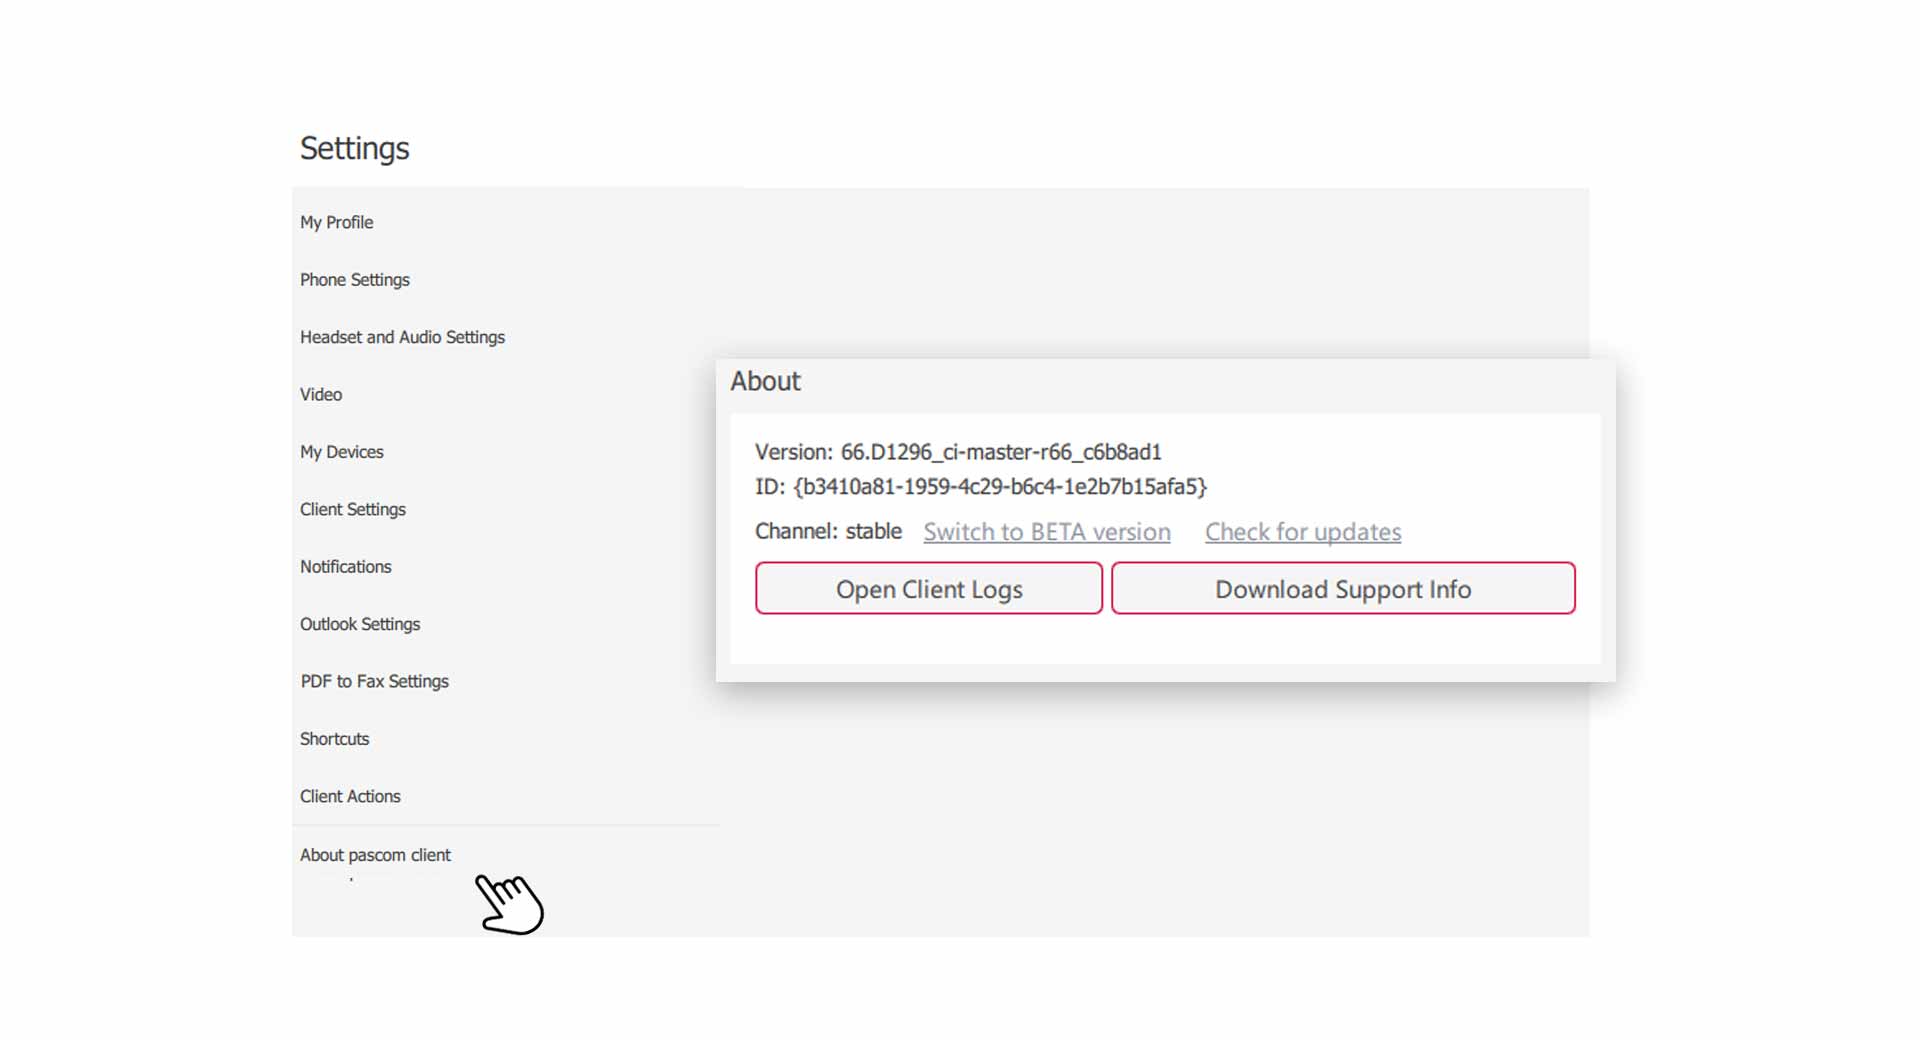 Settings
My Profile
Phone Settings
Headset and Audio Settings
Video
My Devices
Client Settings
Notifications
Outlook Settings
PDF to Fax Settings
Shortcuts
Client Actions
About pascom client
About
Version: 66.D1296_ci-master-r66_c6b8ad1
ID: {b3410a81-1959-4c29-b6c4-1e2b7b15afa5}
Channel: stable Switch to BETA version Check for updates
Open Client Logs Download Support Info